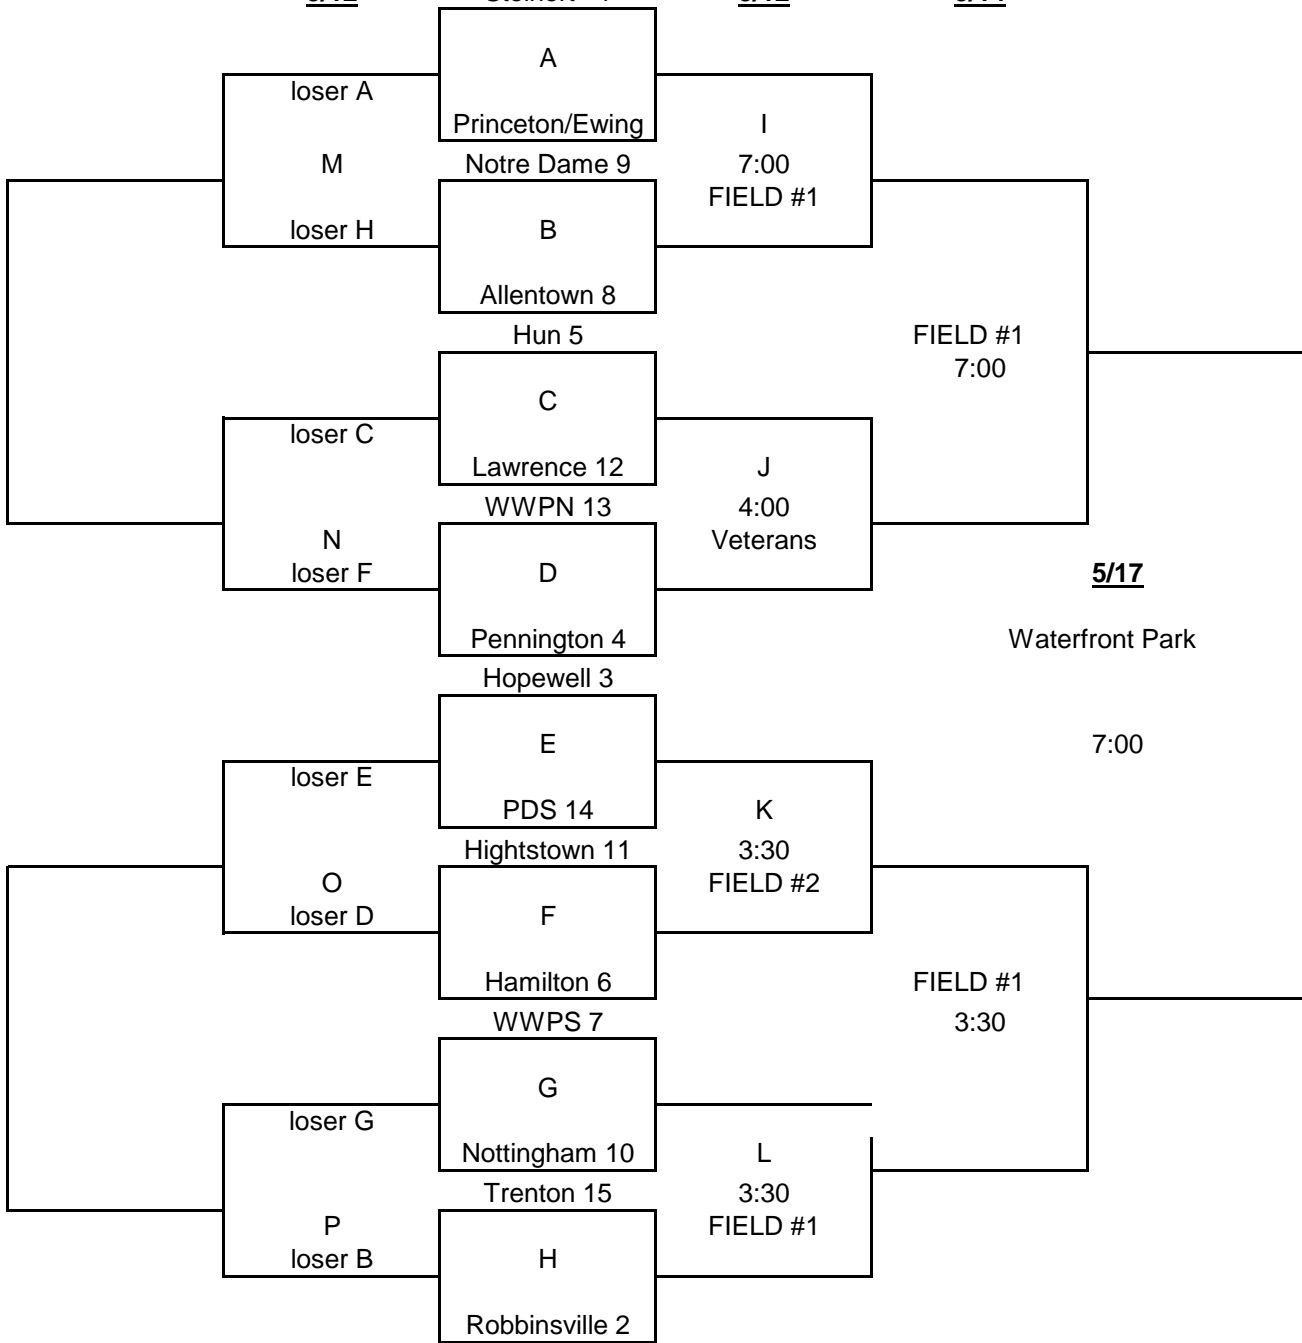 A
loser A
Princeton/Ewing
I
M
Notre Dame 9
7:00
FIELD #1
loser H
B
Allentown 8
Hun 5
FIELD #1
7:00
C
loser C
Lawrence 12
J
WWPN 13
4:00
N
Veterans
loser F
D
5/17
Pennington 4
Waterfront Park
Hopewell 3
E
7:00
loser E
PDS 14
K
Hightstown 11
3:30
O
FIELD #2
loser D
F
Hamilton 6
FIELD #1
WWPS 7
3:30
G
loser G
Nottingham 10
L
Trenton 15
3:30
P
FIELD #1
loser B
H
Robbinsville 2